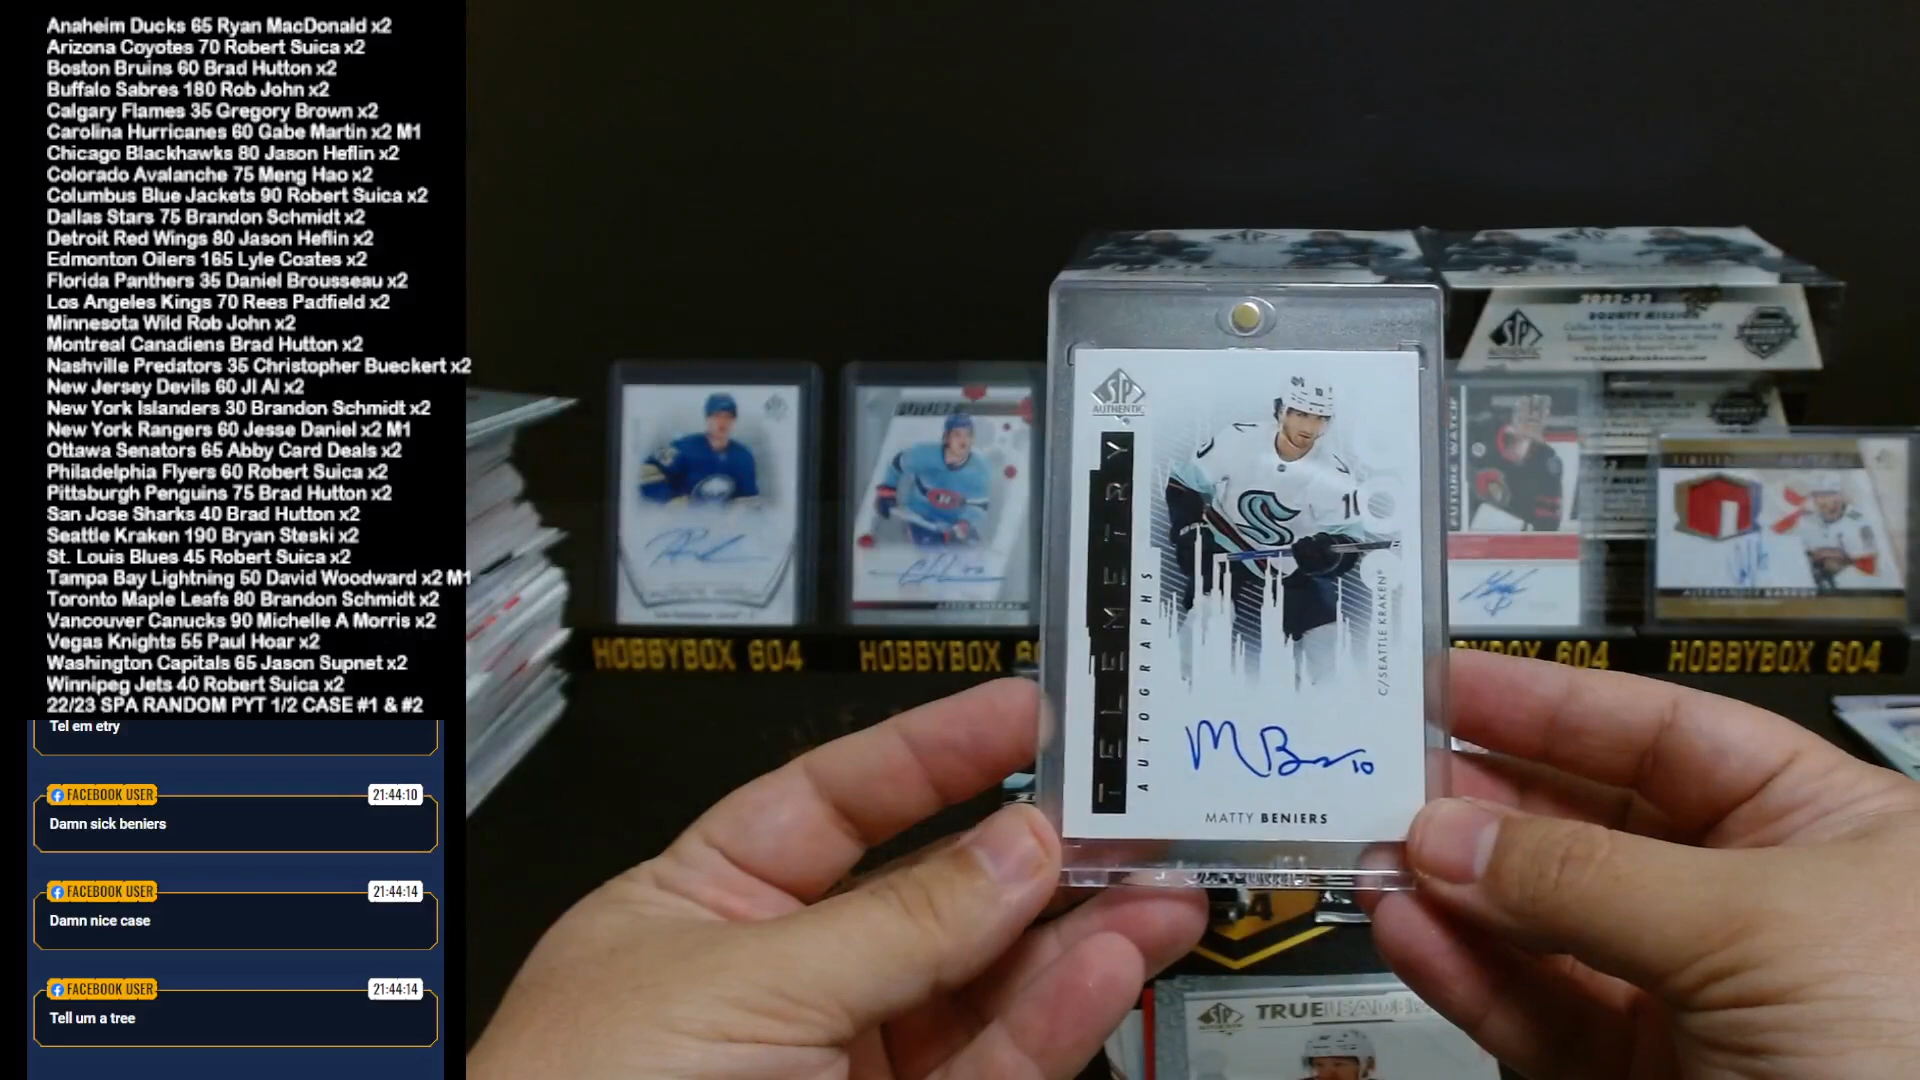 Anaheim Ducks 65 Ryan MacDonald x2
Arizona Coyotes 70 Robert Suica x2
Boston Bruins 60 Brad Hutton x2
Buffalo Sabres 180 Rob John x2
Calgary Flames 35 Gregory Brown x2
Carolina Hurricanes 60 Gabe Martin x2 M1
Chicago Blackhawks 80 Jason Heflin x2
Colorado Avalanche 75 Meng Hao x2
Columbus Blue Jackets 90 Robert Suica x2
Dallas Stars 75 Brandon Schmidt x2
Detroit Red Wings 80 Jason Heflin x2
Edmonton Oilers 165 Lyle Coates x2
Florida Panthers 35 Daniel Brousseau x2
Los Angeles Kings 70 Rees Padfield x2
Minnesota Wild Rob John x2
Montreal Canadiens Brad Hutton x2
Nashville Predators 35 Christopher Bueckert x2
New Jersey Devils 60 JI AI x2
New York Islanders 30 Brandon Schmidt x2
New York Rangers 60 Jesse Daniel x2 M1
Ottawa Senators 65 Abby Card Deals x2
Philadelphia Flyers 60 Robert Suica x2
Pittsburgh Penguins 75 Brad Hutton x2
San Jose Sharks 40 Brad Hutton x2
Seattle Kraken 190 Bryan Steski x2
St. Louis Blues 45 Robert Suica x2
Tampa Bay Lightning 50 David Woodward x2 M1
Toronto Maple Leafs 80 Brandon Schmidt x2
Vancouver Canucks 90 Michelle A Morris x2
Vegas Knights 55 Paul Hoar x2
Washington Capitals 65 Jason Supnet x2
Winnipeg Jets 40 Robert Suica x2
22/23 SPA RANDOM PYT 1/2 CASE #1 & #2
Tel em etry
FACEBOOK USER 21:44:10
Damn sick beniers
FACEBOOK USER 21:44:14
Damn nice case
FACEBOOK USER 21:44:14
Tell um a tree
SP
AUTHENTIC
TELEMETRY
AUTOGRAPHS
10
C/SEATTLE KRAKEN
M B 10
MATTY BENIERS
2022-23
BOUNTY MISSION
SP
AUTHENTIC
FUTURE WATCH
HOBBYBOX 604
HOBBYBOX 6
604
HOBBYBOX 604
SP
AUTHENTIC
TRUE LEADERS